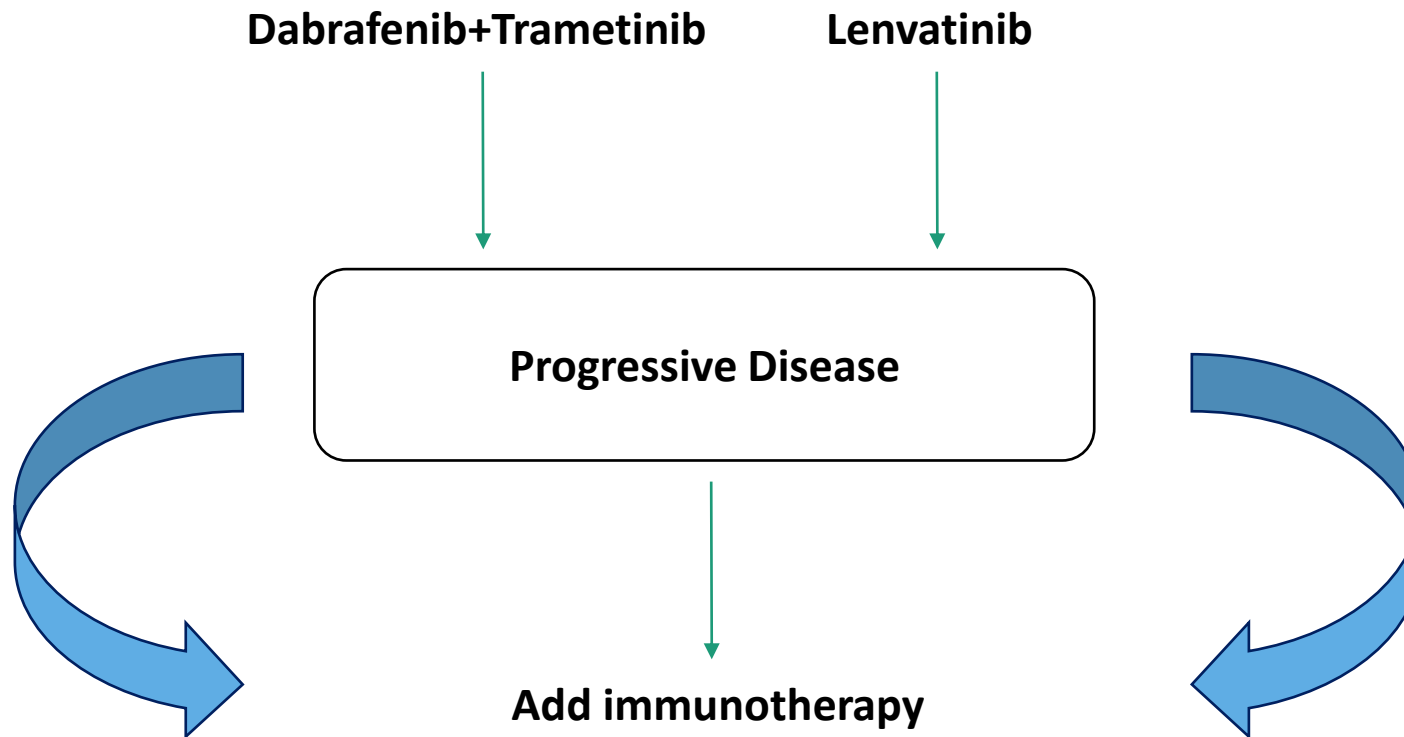 Dabrafenib+Trametinib Lenvatinib
Progressive Disease
Add immunotherapy